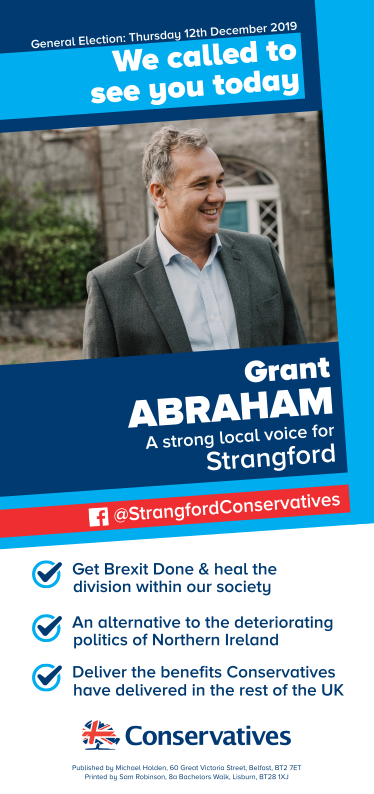 General Election: Thursday 12th December 2019
We called to
see you today
Grant
ABRAHAM
A strong local voice for
Strangford
@StrangfordConservatives
Get Brexit Done & heal the
division within our society
An alternative to the deteriorating
politics of Northern Ireland
Deliver the benefits Conservatives
have delivered in the rest of the UK
Conservatives
Published by Michael Holden, 60 Great Victoria Street, Belfast, BT2 7ET
Printed by Sam Robinson, 8a Bachelors Walk, Lisburn, BT28 1XJ